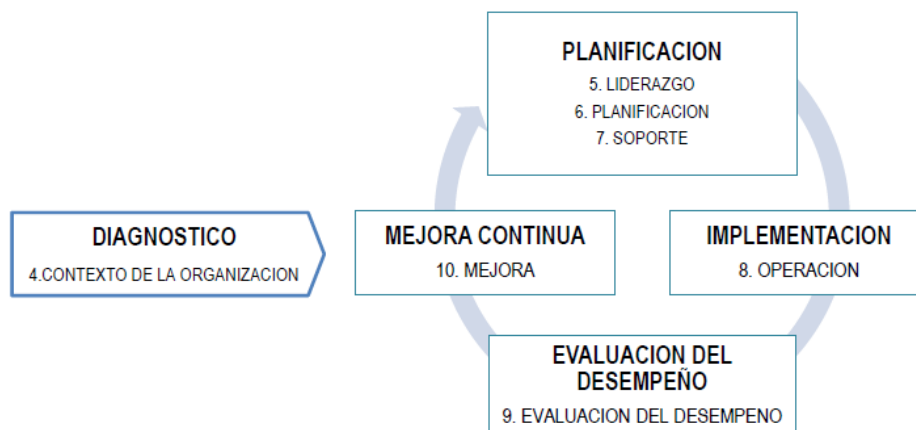 PLANIFICACION
5. LIDERAZGO
6. PLANIFICACION
7. SOPORTE
DIAGNOSTICO
4.CONTEXTO DE LA ORGANIZACION
MEJORA CONTINUA
10. MEJORA
IMPLEMENTACION
8. OPERACION
EVALUACION DEL
DESEMPEÑO
9. EVALUACION DEL DESEMPENO